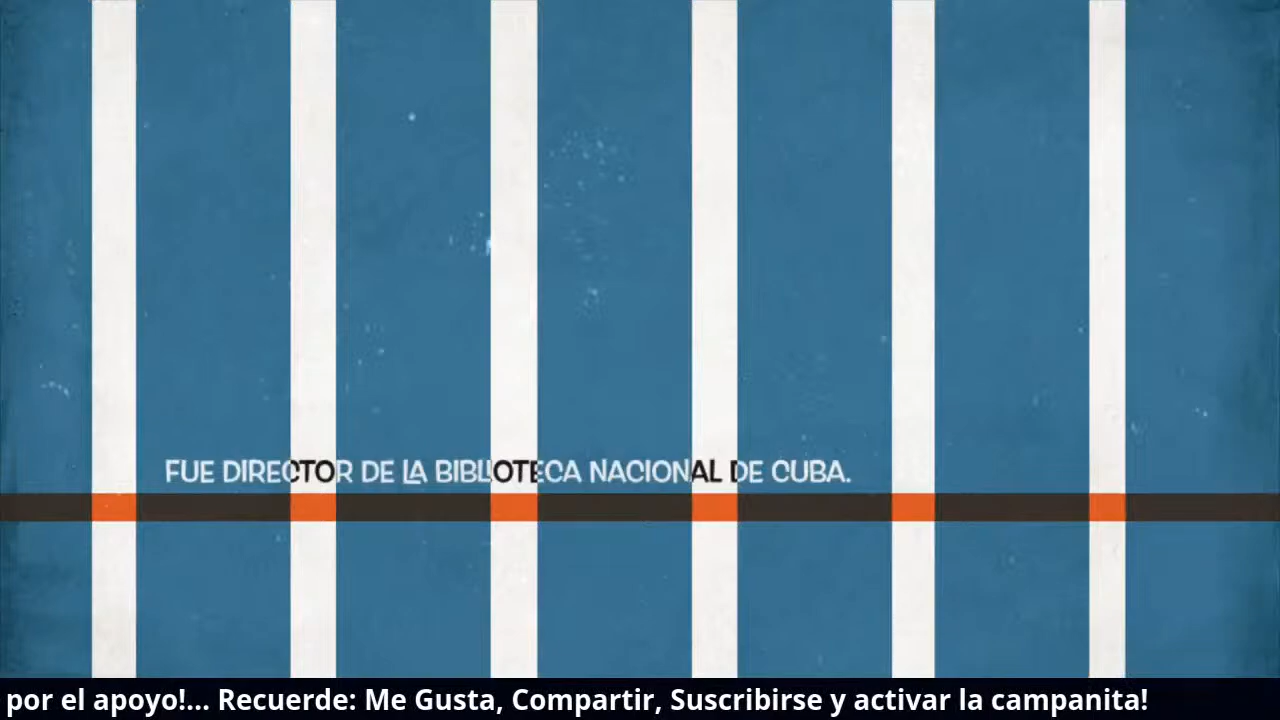 FUE DIRECTOR DE LA BIBLIOTECA NACIONAL DE CUBA.
por el apoyo!... Recuerde: Me Gusta, Compartir, Suscribirse y activar la campanita!